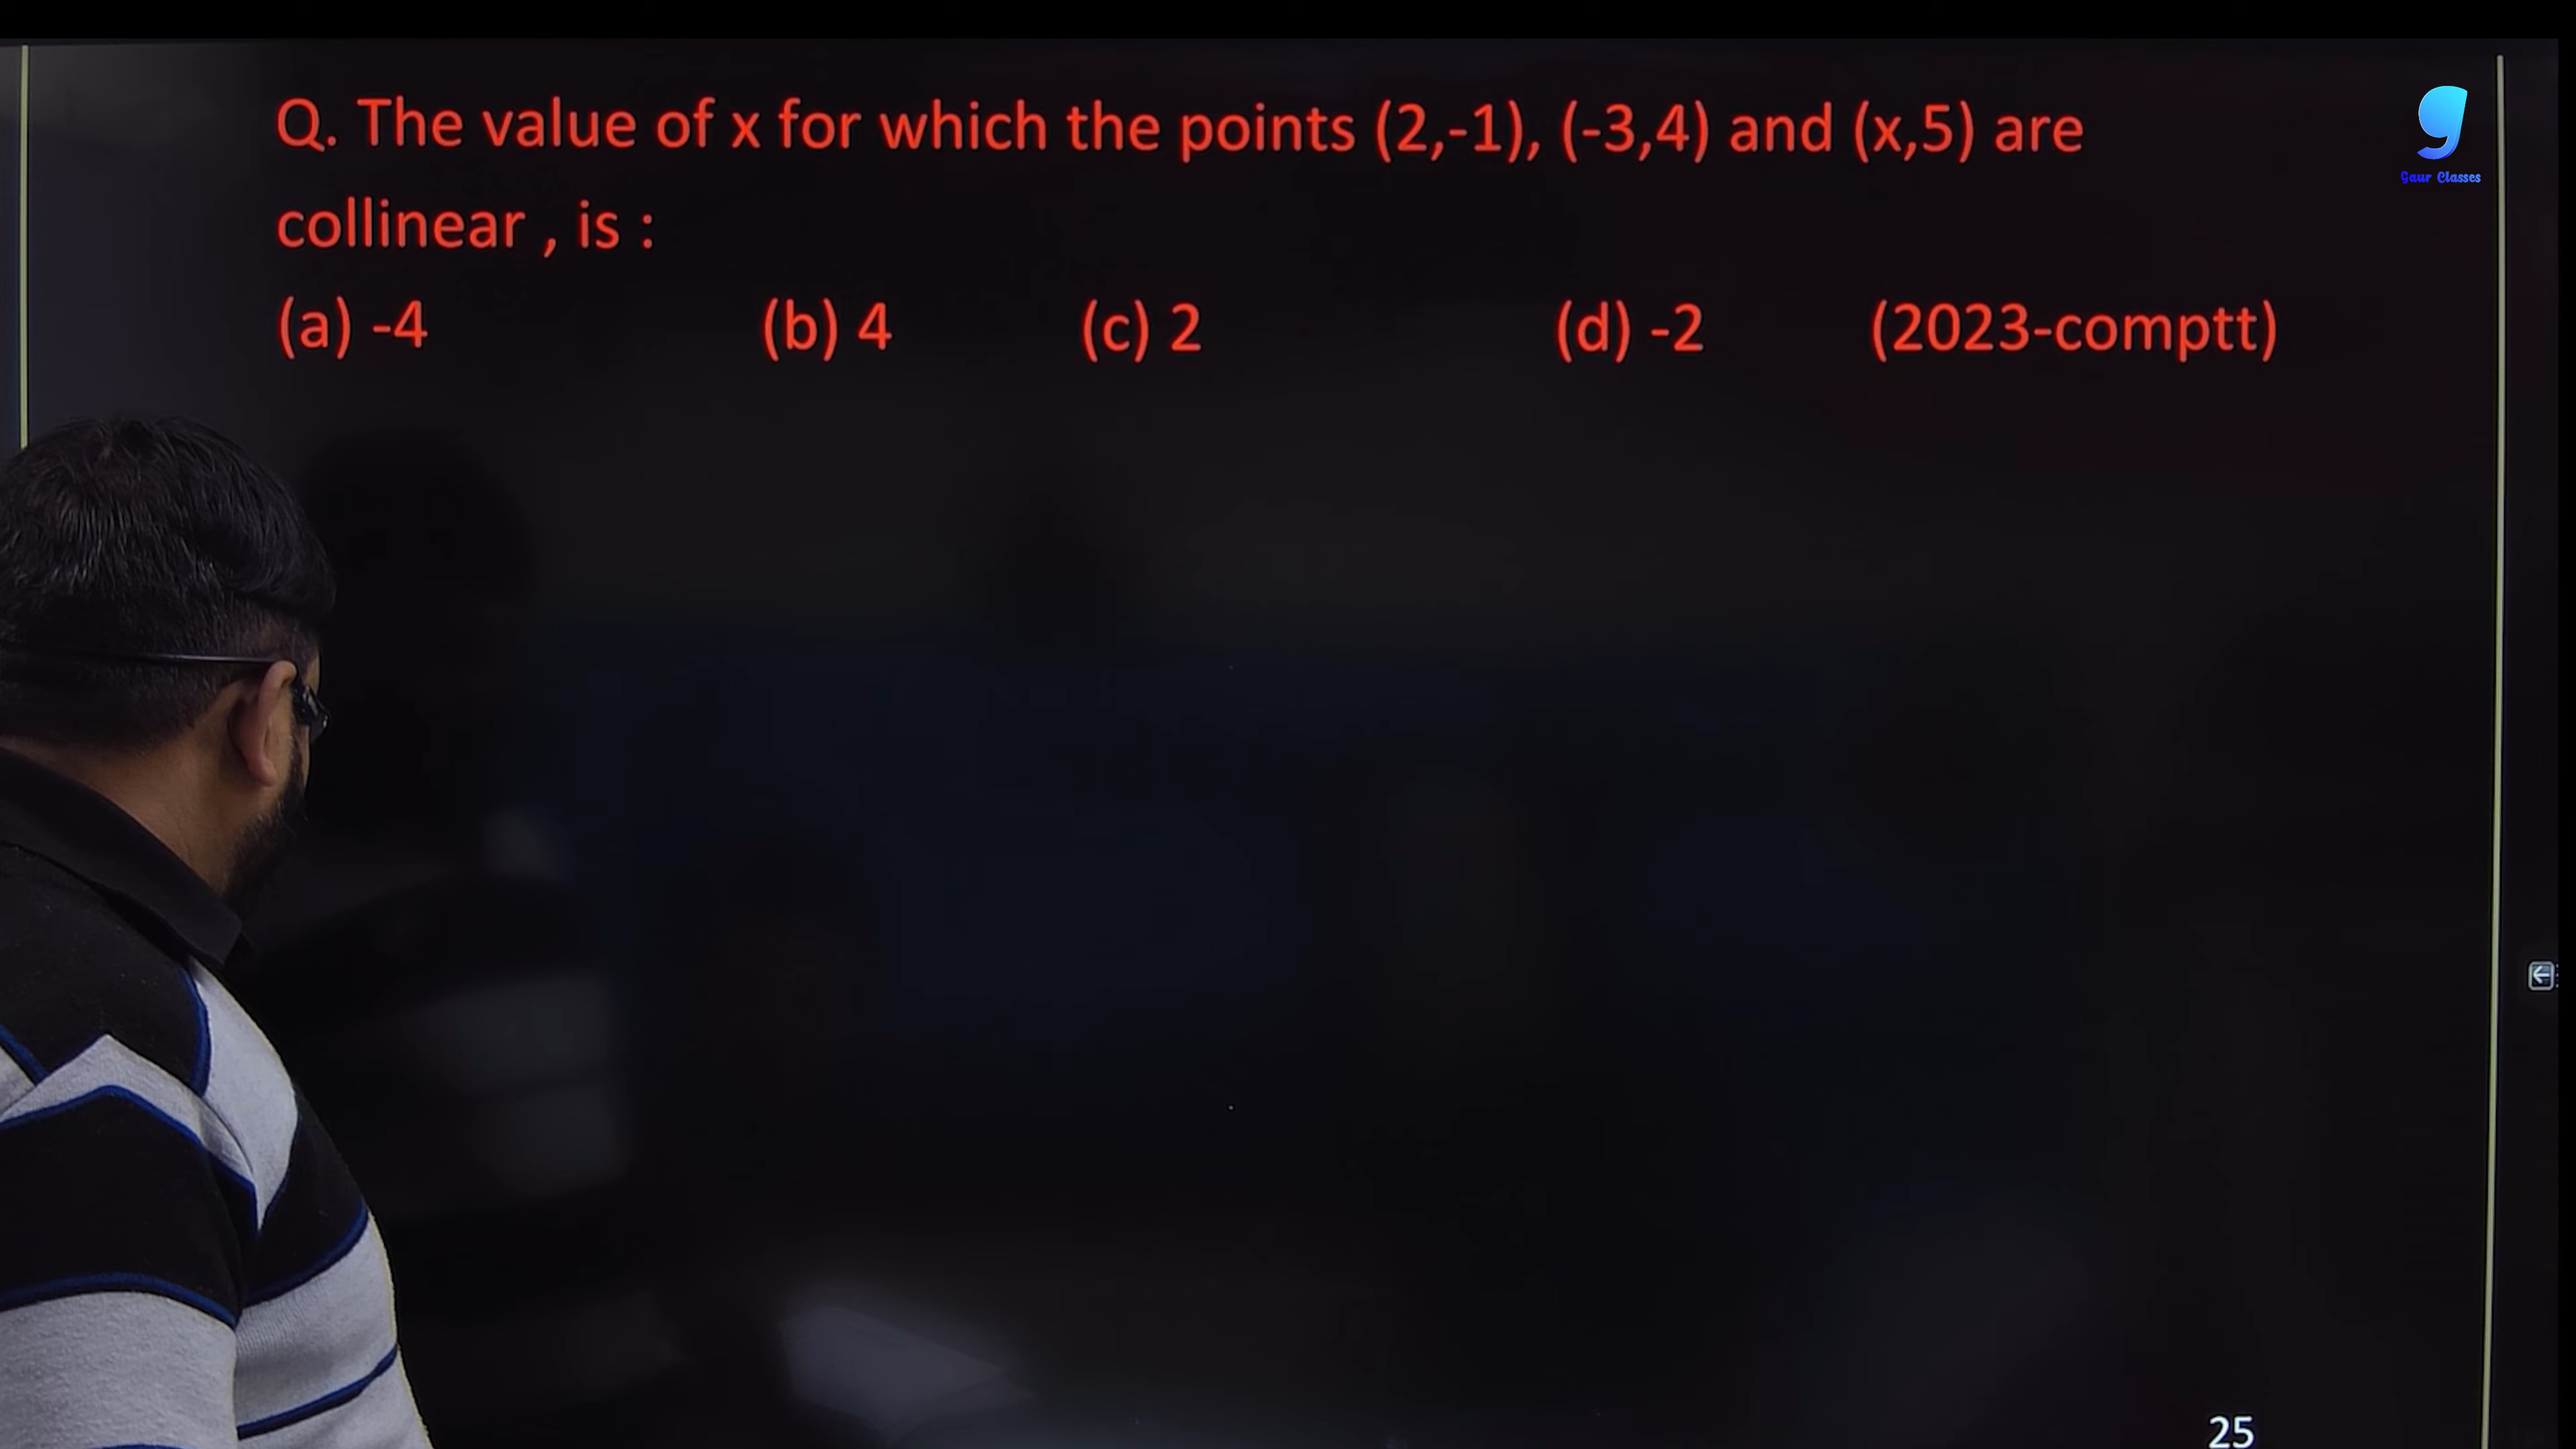 Q. The value of x for which the points (2,-1), (-3,4) and (x,5) are
collinear , is :
(a) -4 (b) 4 (c) 2 (d) -2 (2023-comptt)
g
Gaur Classes
25